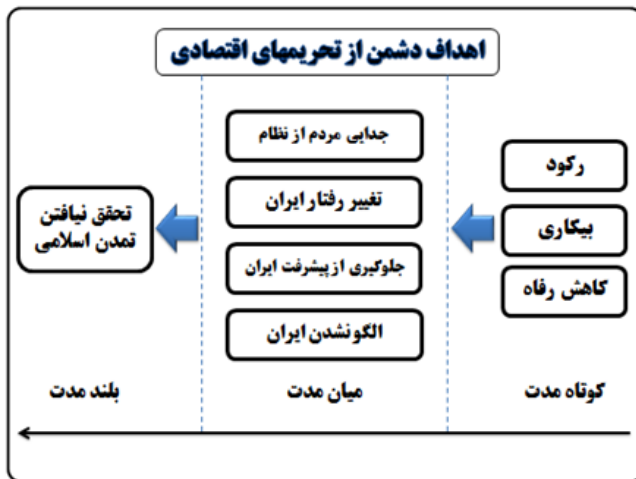 اهداف دشمن از تحریمهای اقتصادی
رکود
بیکاری
کاهش رفاه
جدایی مردم از نظام
تغییر رفتار ایران
جلوگیری از پیشرفت ایران
الگونشدن ایران
تحقق نیافتن
تمدن اسلامی
کوتاه مدت
میان مدت
بلند مدت